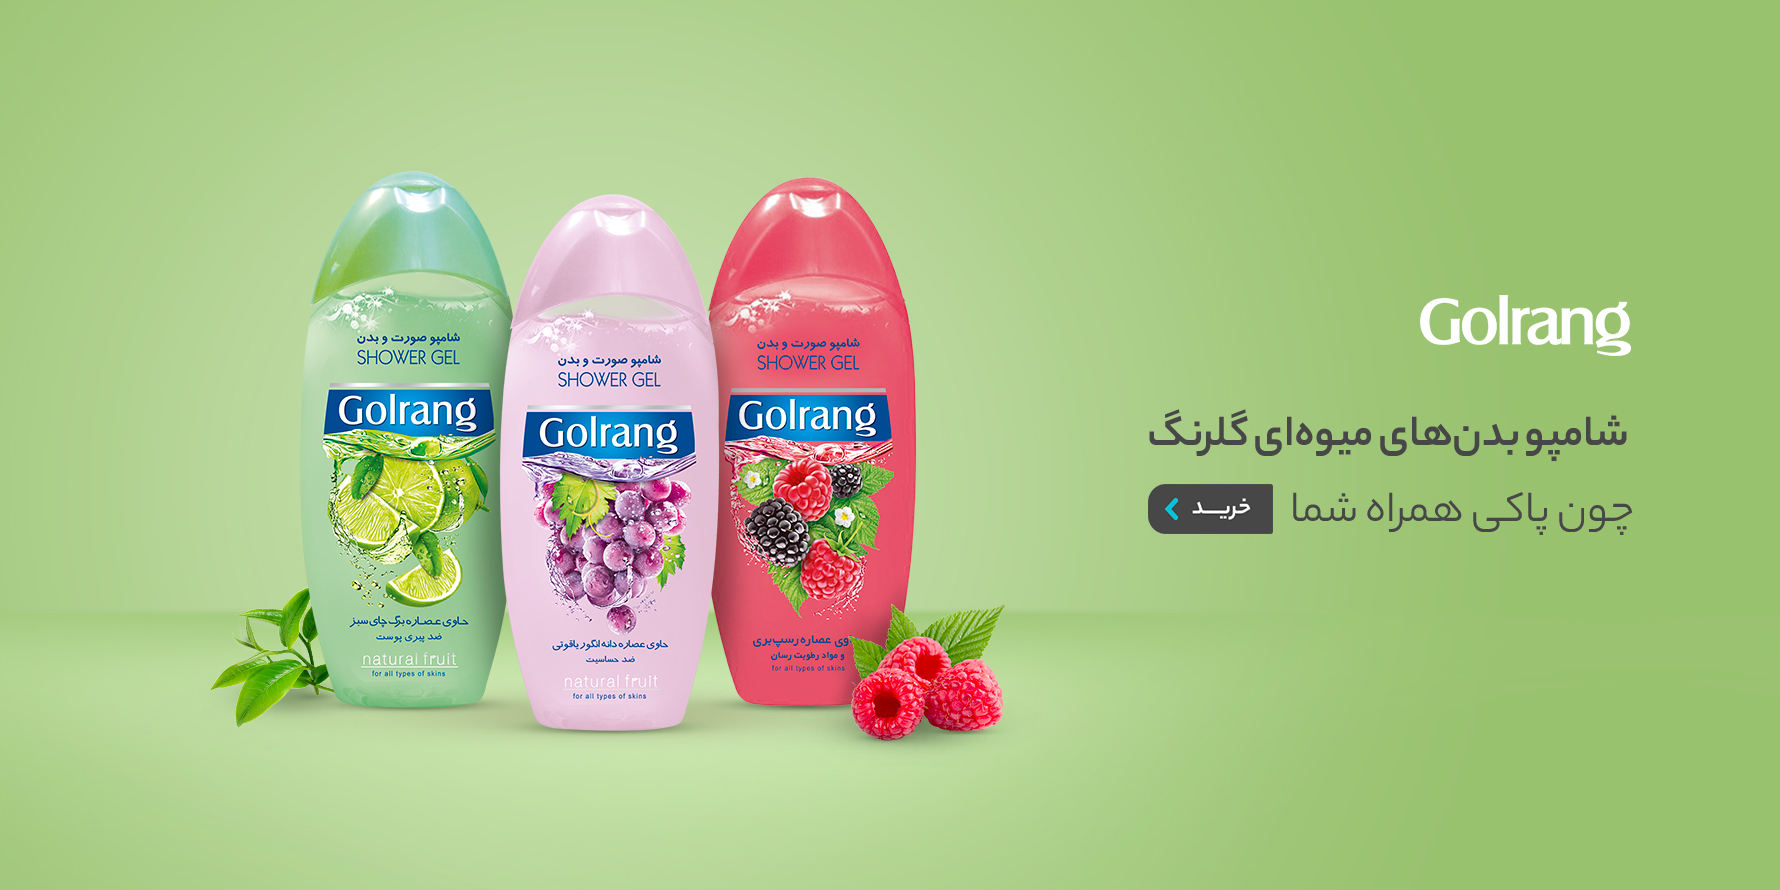 Golrang
شامپو بدن‌های میوه‌ای گلرنگ
چون پاکی همراه شما
خریـد
شامپو صورت و بدن
SHOWER GEL
Golrang
حاوی عصاره برگ چای سبز
ضد پیری پوست
natural fruit
for all types of skins
شامپو صورت و بدن
SHOWER GEL
Golrang
حاوی عصاره دانه انگور یاقوتی
ضد حساسیت
natural fruit
for all types of skins
شامپو صورت و بدن
SHOWER GEL
Golrang
عصاره رسپ‌بری
و مواد رطوبت رسان
for all types of skins